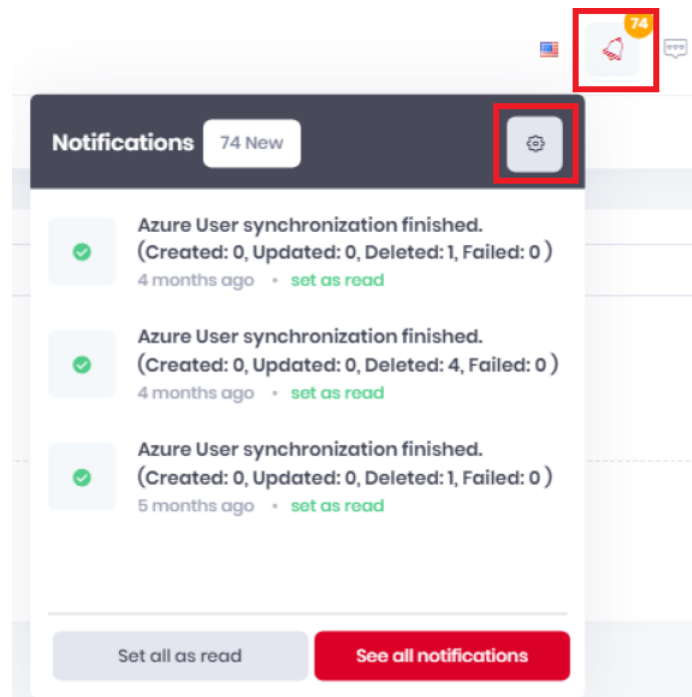 74
Notifications 74 New
Azure User synchronization finished.
(Created: 0, Updated: 0, Deleted: 1, Failed: 0 )
4 months ago • set as read
Azure User synchronization finished.
(Created: 0, Updated: 0, Deleted: 4, Failed: 0 )
4 months ago • set as read
Azure User synchronization finished.
(Created: 0, Updated: 0, Deleted: 1, Failed: 0 )
5 months ago • set as read
Set all as read See all notifications